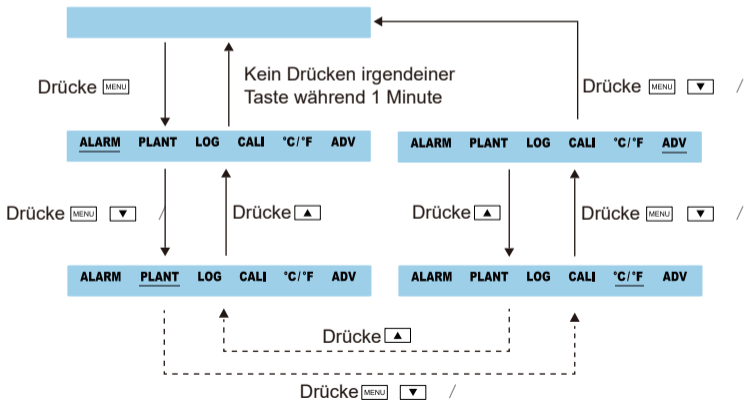 Drücke MENU
Kein Drücken irgendeiner
Taste während 1 Minute
Drücke MENU ▼ /
ALARM PLANT LOG CALI °C/°F ADV
ALARM PLANT LOG CALI °C/°F ADV
Drücke MENU ▼ /
Drücke ▲
Drücke ▲
Drücke MENU ▼ /
ALARM PLANT LOG CALI °C/°F ADV
ALARM PLANT LOG CALI °C/°F ADV
Drücke ▲
Drücke MENU ▼ /